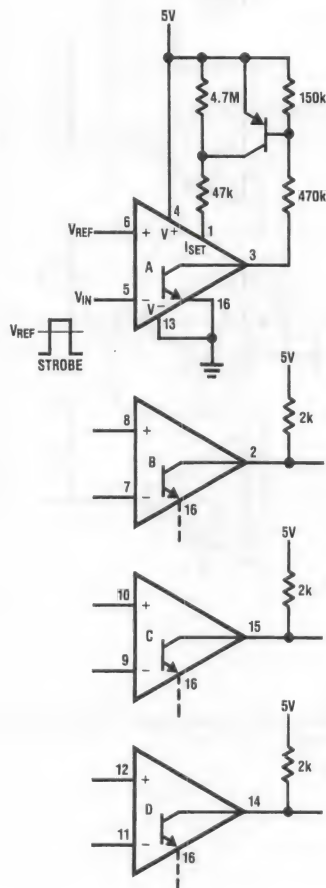 5V
4.7M
150k
47k
470k
4
V+
1
ISET
VREF
6
+
A
3
VIN
5
−
V−
16
13
VREF
STROBE
5V
2k
8
+
B
2
7
−
16
5V
2k
10
+
C
15
9
−
16
5V
2k
12
+
D
14
11
−
16